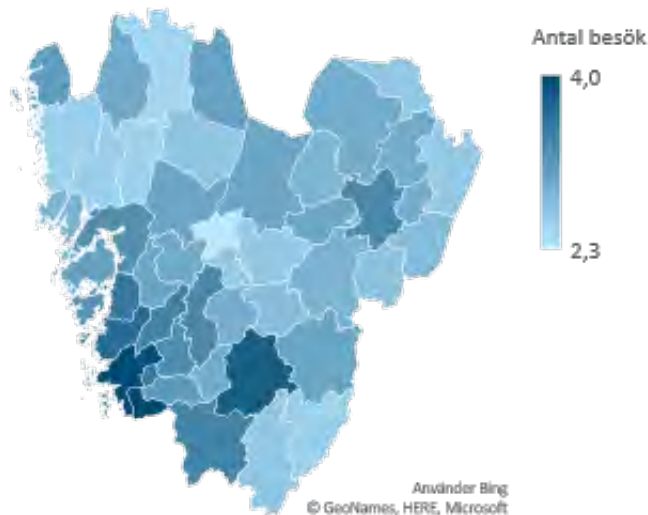 Antal besök
4,0
2,3
Använder Bing
© GeoNames, HERE, Microsoft